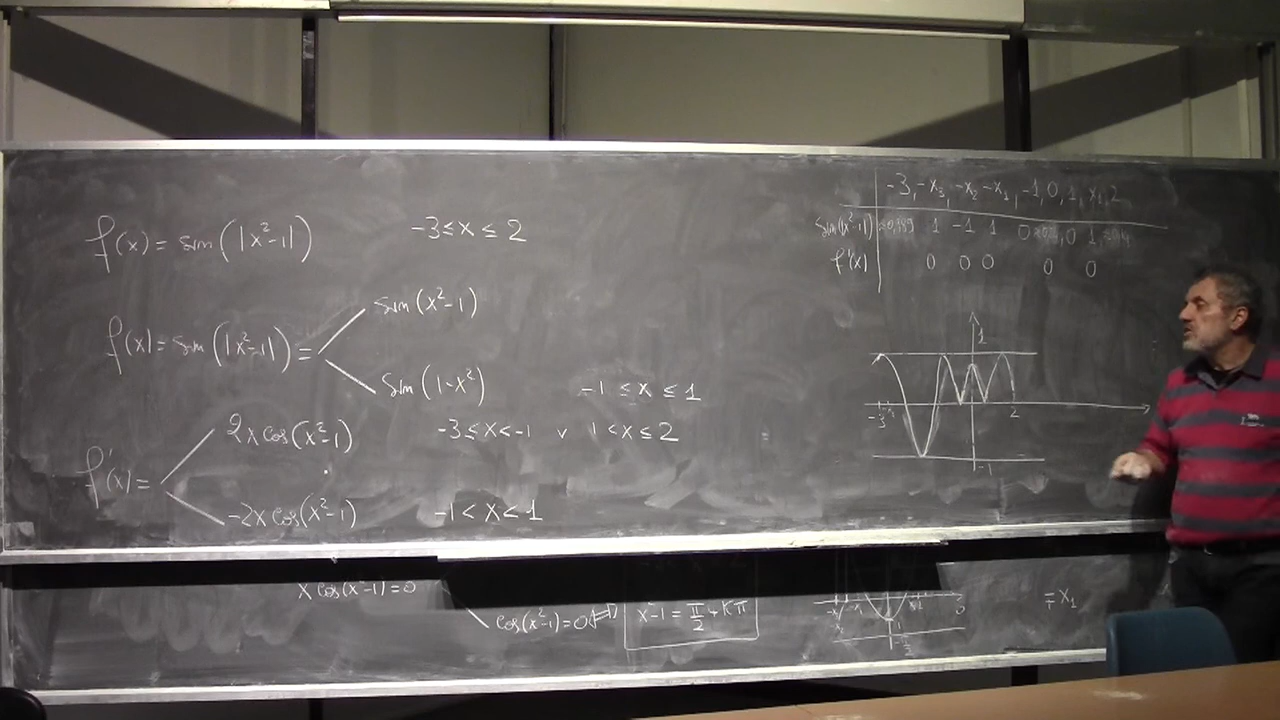 f(x) = sin(|x²-1|)    -3 ≤ x ≤ 2
f(x) = sin(|x²-1|) =
sin(x²-1)
sin(1-x²)    -1 ≤ x ≤ 1
f'(x) =
2x cos(x²-1)    -3 ≤ x < -1 v 1 < x ≤ 2
-2x cos(x²-1)    -1 < x < 1
x cos(x²-1) = 0
cos(x²-1) = 0 ⟺ x²-1 = π/2 + kπ
-3, -x₃, -x₂ -x₁, -1, 0, 1, x₁, 2
1 -1 1 0 0 1
f'(x) 0 0 0 0 0
1
-3 2
-1
= x₁